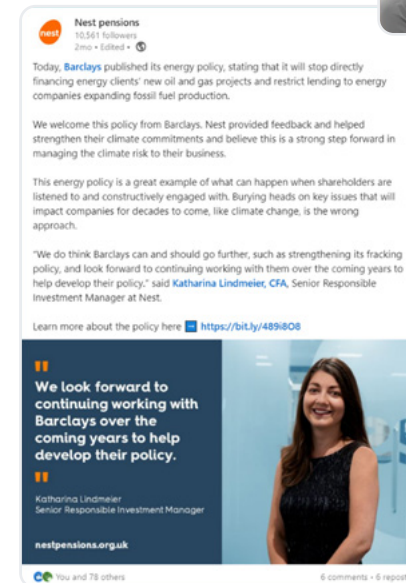 nest
Nest pensions
10,561 followers
2mo • Edited •
Today, Barclays published its energy policy, stating that it will stop directly
financing energy clients' new oil and gas projects and restrict lending to energy
companies expanding fossil fuel production.
We welcome this policy from Barclays. Nest provided feedback and helped
strengthen their climate commitments and believe this is a strong step forward in
managing the climate risk to their business.
This energy policy is a great example of what can happen when shareholders are
listened to and constructively engaged with. Burying heads on key issues that will
impact companies for decades to come, like climate change, is the wrong
approach.
"We do think Barclays can and should go further, such as strengthening its fracking
policy, and look forward to continuing working with them over the coming years to
help develop their policy." said Katharina Lindmeier, CFA, Senior Responsible
Investment Manager at Nest.
Learn more about the policy here ➡ https://bit.ly/489i8O8
"
We look forward to
continuing working with
Barclays over the
coming years to help
develop their policy.
"
Katharina Lindmeier
Senior Responsible Investment Manager
nestpensions.org.uk
You and 78 others
6 comments • 6 repost